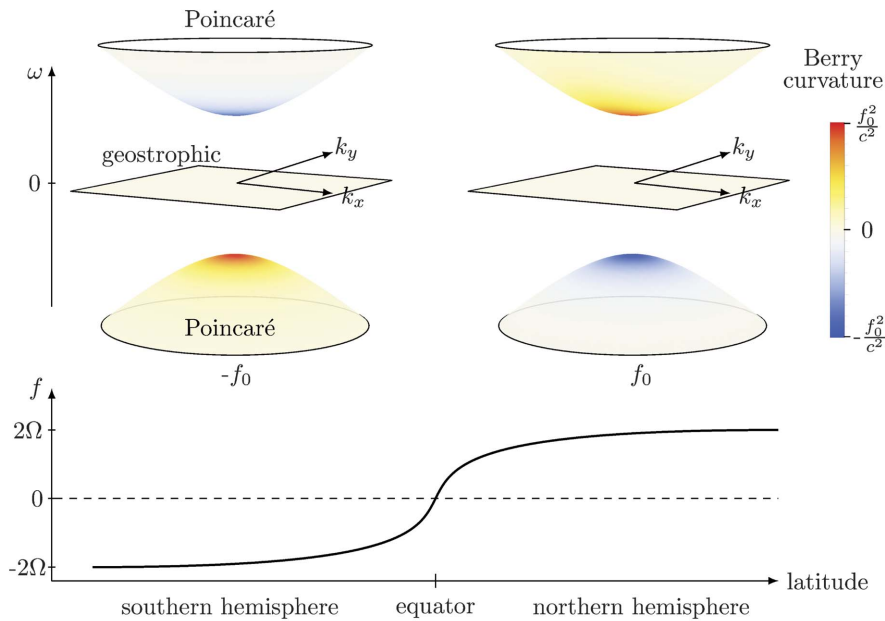 Poincaré
ω
geostrophic
k_y
k_x
0
Poincaré
-f_0
k_y
k_x
f_0
Berry
curvature
f_0^2/c^2
0
-f_0^2/c^2
f
2Ω
0
-2Ω
latitude
southern hemisphere
equator
northern hemisphere